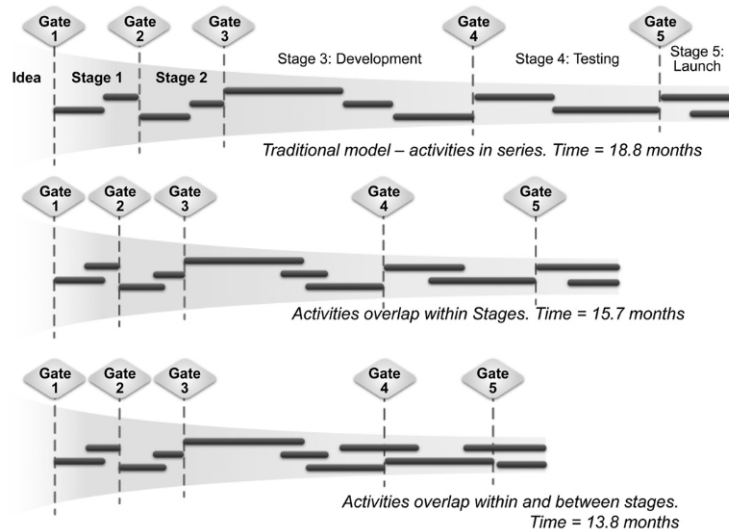 Gate 1
Gate 2
Gate 3
Gate 4
Gate 5
Idea
Stage 1
Stage 2
Stage 3: Development
Stage 4: Testing
Stage 5:
Launch
Traditional model – activities in series. Time = 18.8 months
Gate 1
Gate 2
Gate 3
Gate 4
Gate 5
Activities overlap within Stages. Time = 15.7 months
Gate 1
Gate 2
Gate 3
Gate 4
Gate 5
Activities overlap within and between stages.
Time = 13.8 months